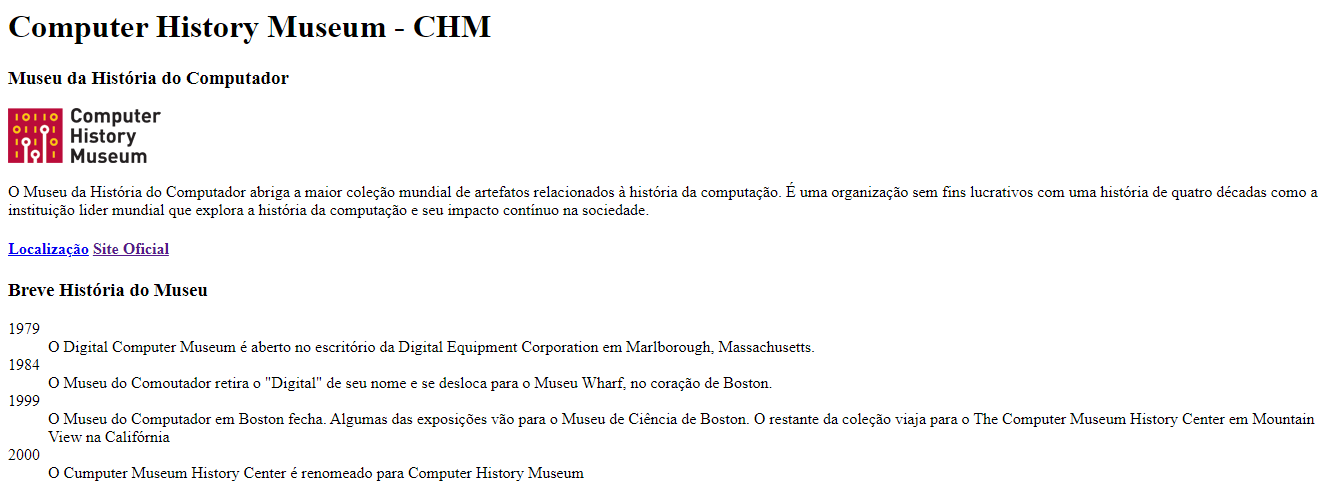 Computer History Museum - CHM
Museu da História do Computador
10110
Computer
History
Museum
O Museu da História do Computador abriga a maior coleção mundial de artefatos relacionados à história da computação. É uma organização sem fins lucrativos com uma história de quatro décadas como a
instituição lider mundial que explora a história da computação e seu impacto contínuo na sociedade.
Localização Site Oficial
Breve História do Museu
1979
O Digital Computer Museum é aberto no escritório da Digital Equipment Corporation em Marlborough, Massachusetts.
1984
O Museu do Comoutador retira o "Digital" de seu nome e se desloca para o Museu Wharf, no coração de Boston.
1999
O Museu do Computador em Boston fecha. Algumas das exposições vão para o Museu de Ciência de Boston. O restante da coleção viaja para o The Computer Museum History Center em Mountain
View na Califórnia
2000
O Cumputer Museum History Center é renomeado para Computer History Museum